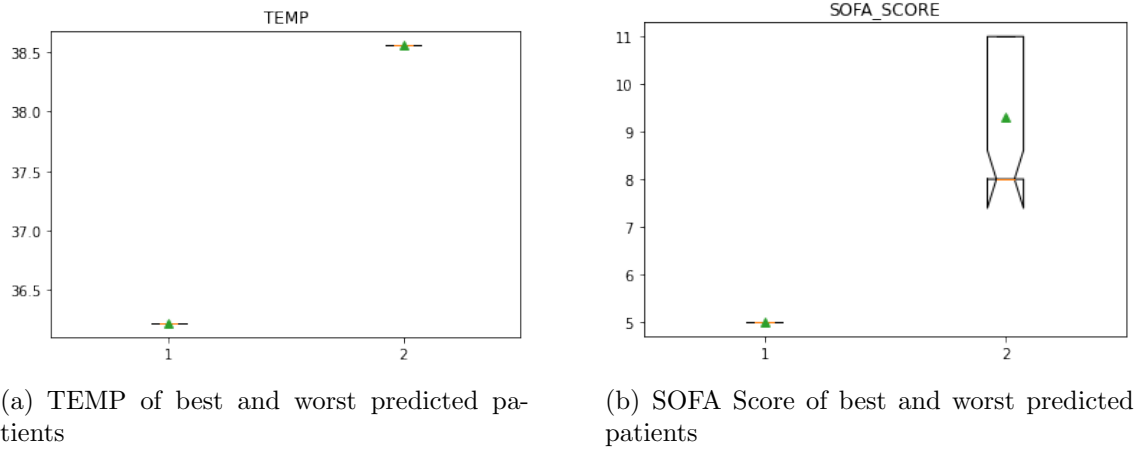 TEMP
38.5
38.0
37.5
37.0
36.5
1 2
(a) TEMP of best and worst predicted pa-
tients
SOFA_SCORE
11
10
9
8
7
6
5
1 2
(b) SOFA Score of best and worst predicted
patients